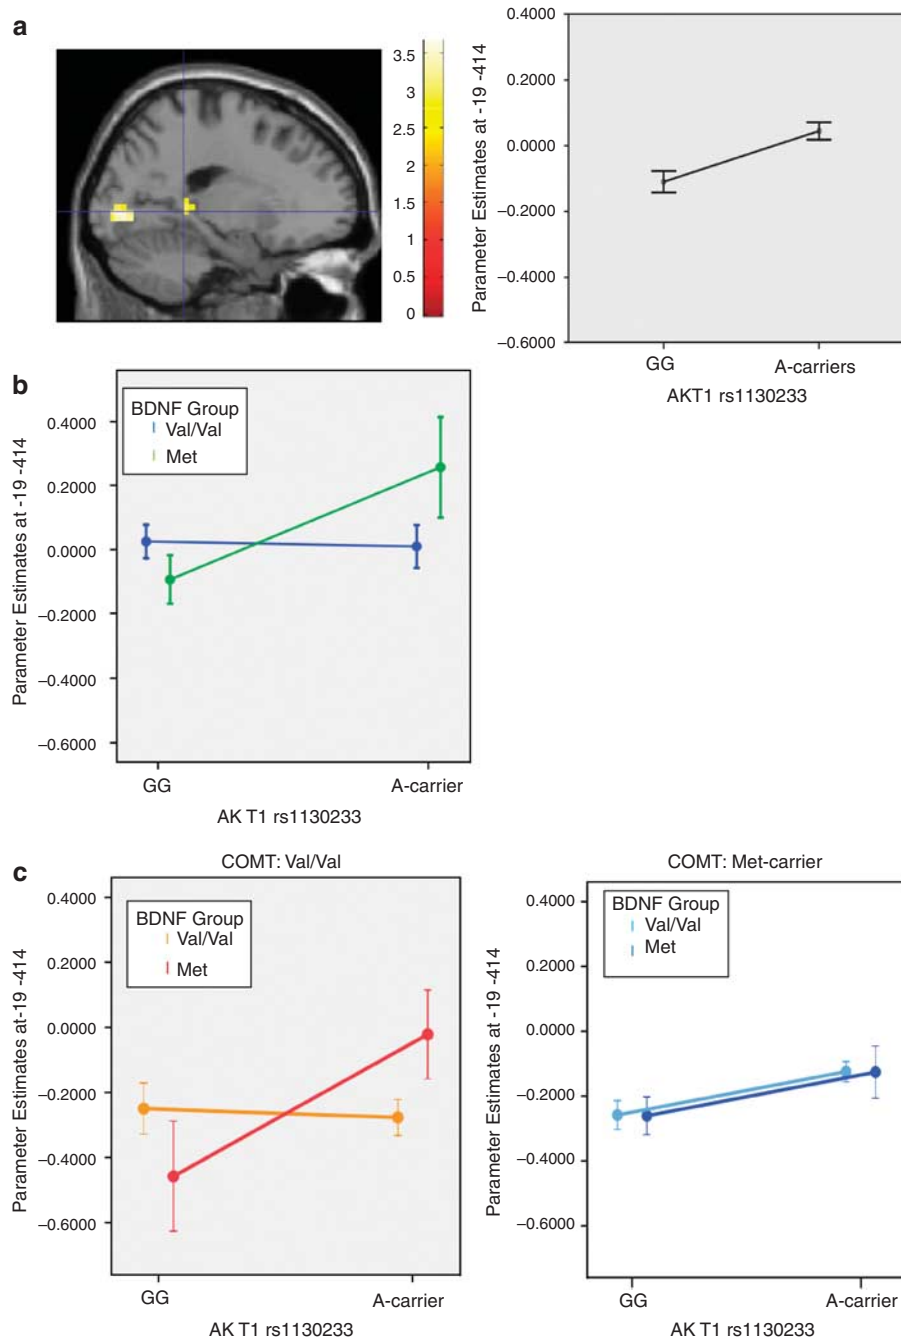 a
3.5
3
2.5
2
1.5
1
0.5
0
Parameter Estimates at -19 -414
0.4000
0.2000
0.0000
–0.2000
–0.4000
–0.6000
GG
A-carriers
AKT1 rs1130233
b
Parameter Estimates at -19 -414
0.4000
0.2000
0.0000
–0.2000
–0.4000
–0.6000
BDNF Group
Val/Val
Met
GG
A-carrier
AK T1 rs1130233
c
COMT: Val/Val
Parameter Estimates at-19 -414
0.4000
0.2000
0.0000
–0.2000
–0.4000
–0.6000
BDNF Group
Val/Val
Met
GG
A-carrier
AK T1 rs1130233
COMT: Met-carrier
Parameter Estimates at -19 -414
0.4000
0.2000
0.0000
–0.2000
–0.4000
–0.6000
BDNF Group
Val/Val
Met
GG
A-carrier
AK T1 rs1130233